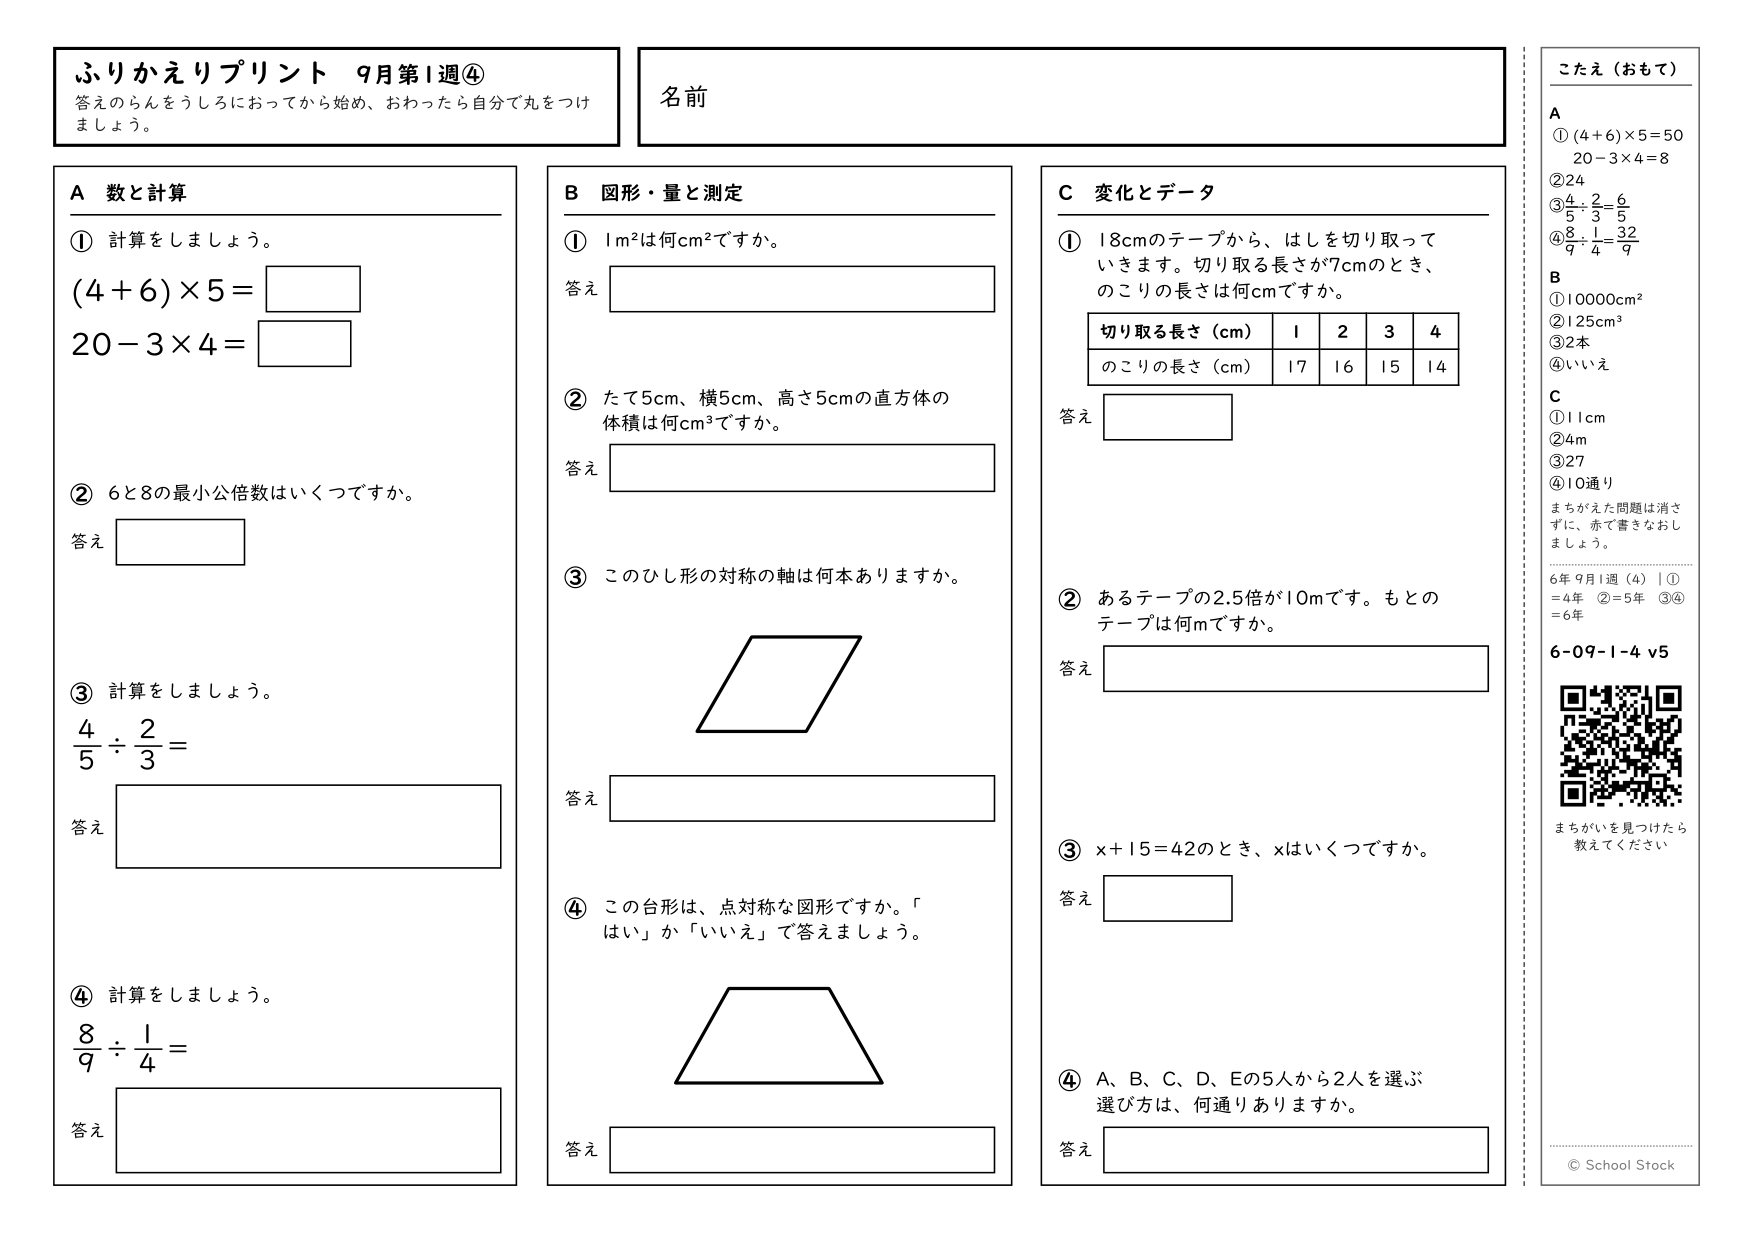 ふりかえりプリント　9月第1週④
答えのらんをうしろにおってから始め、おわったら自分で丸をつけ
ましょう。
名前
A　数と計算
① 計算をしましょう。
(4＋6)×5＝
20－3×4＝
② 6と8の最小公倍数はいくつですか。
答え
③ 計算をしましょう。
4/5÷2/3＝
答え
④ 計算をしましょう。
8/9÷1/4＝
答え
B　図形・量と測定
① 1m²は何cm²ですか。
答え
② たて5cm、横5cm、高さ5cmの直方体の
体積は何cm³ですか。
答え
③ このひし形の対称の軸は何本ありますか。
答え
④ この台形は、点対称な図形ですか。「
はい」か「いいえ」で答えましょう。
答え
C　変化とデータ
① 18cmのテープから、はしを切り取って
いきます。切り取る長さが7cmのとき、
のこりの長さは何cmですか。
切り取る長さ（cm） 1 2 3 4
のこりの長さ（cm） 17 16 15 14
答え
② あるテープの2.5倍が10mです。もとの
テープは何mですか。
答え
③ x＋15＝42のとき、xはいくつですか。
答え
④ A、B、C、D、Eの5人から2人を選ぶ
選び方は、何通りありますか。
答え
こたえ（おもて）
A
①(4＋6)×5＝50
20－3×4＝8
②24
③4/5÷2/3＝6/5
④8/9÷1/4＝32/9
B
①10000cm²
②125cm³
③2本
④いいえ
C
①11cm
②4m
③27
④10通り
まちがえた問題は消さ
ずに、赤で書きなおし
ましょう。
6年 9月1週（4）｜①
＝4年　②＝5年　③④
＝6年
6-09-1-4 v5
まちがいを見つけたら
教えてください
© School Stock